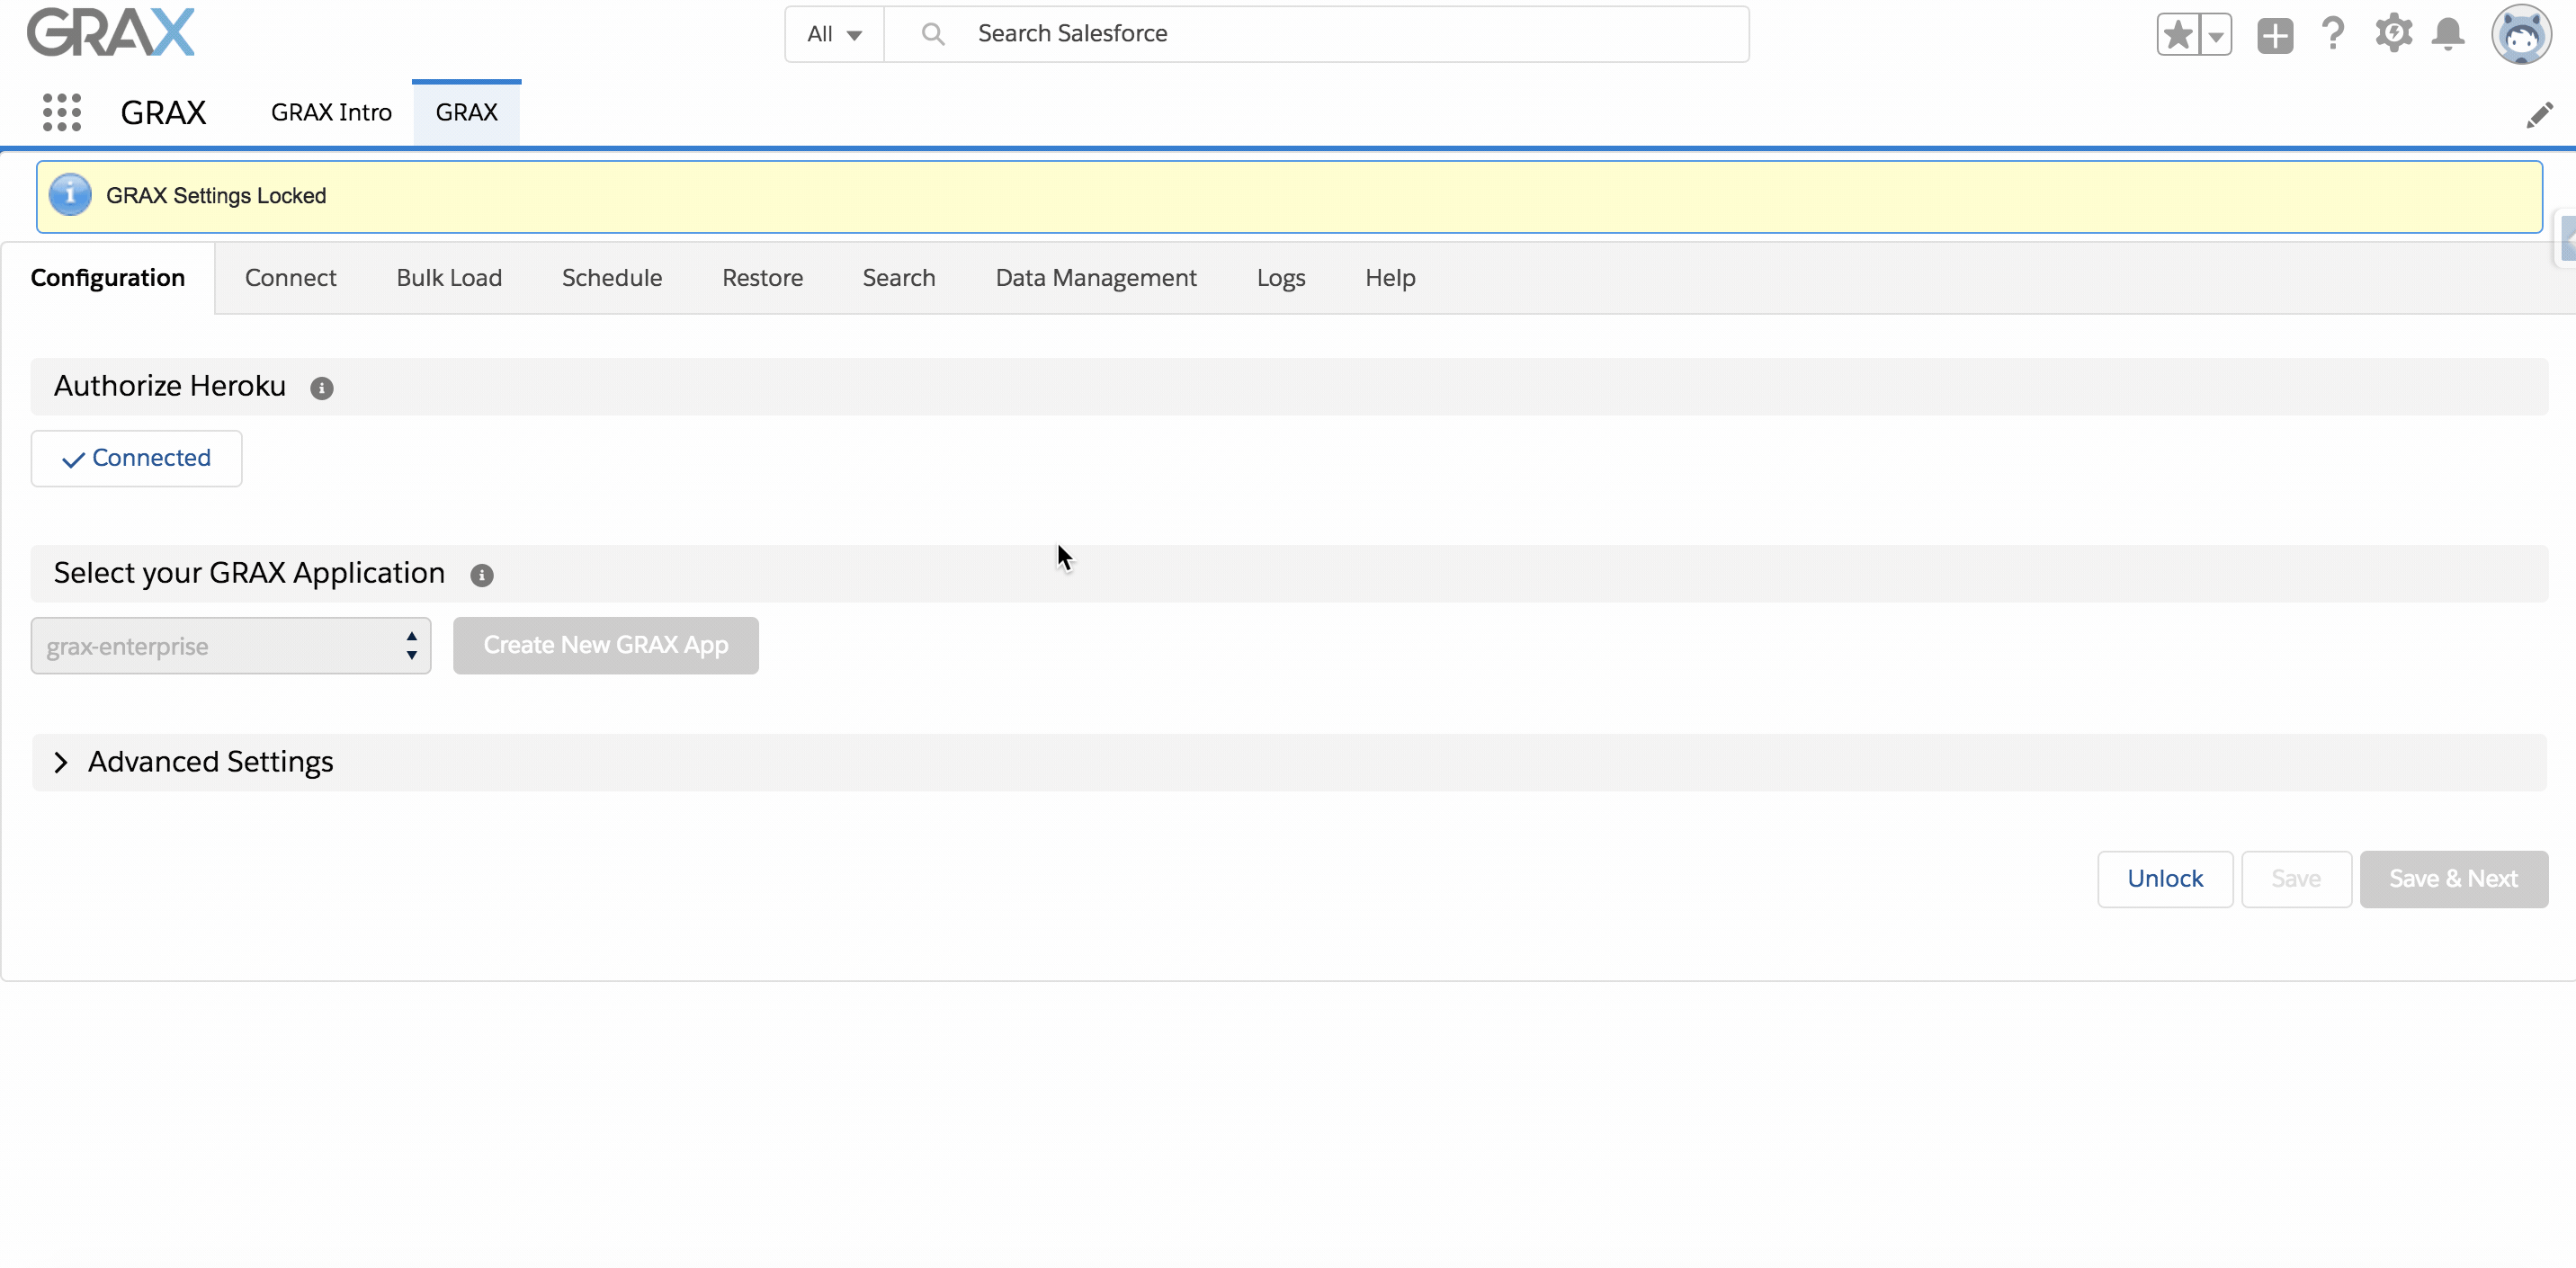 GRAX
All
Search Salesforce
GRAX
GRAX Intro
GRAX
GRAX Settings Locked
Configuration
Connect
Bulk Load
Schedule
Restore
Search
Data Management
Logs
Help
Authorize Heroku
Connected
Select your GRAX Application
grax-enterprise
Create New GRAX App
Advanced Settings
Unlock
Save
Save & Next